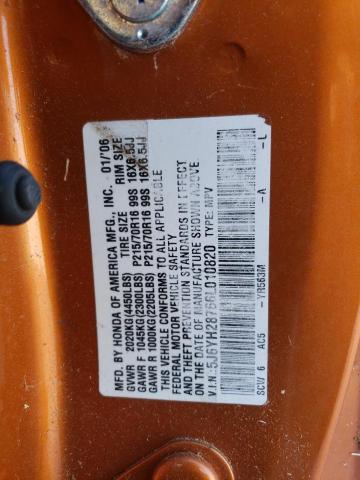 MFD. BY HONDA OF AMERICA MFG., INC. 01/'06
GVWR 2020KG(4450LBS) TIRE SIZE RIM SIZE
GAWR F 1045KG(2300LBS) P215/70R16 99S 16X6.5JJ
GAWR R 1000KG(2205LBS) P215/70R16 99S 16X6.5JJ
THIS VEHICLE CONFORMS TO ALL APPLICABLE
FEDERAL MOTOR VEHICLE SAFETY
AND THEFT PREVENTION STANDARDS IN EFFECT
ON THE DATE OF MANUFACTURE SHOWN ABOVE.
V.I.N.: 5J6YH28766L010820 TYPE: MPV
SCW 6 AC5 -YR563M -A -L